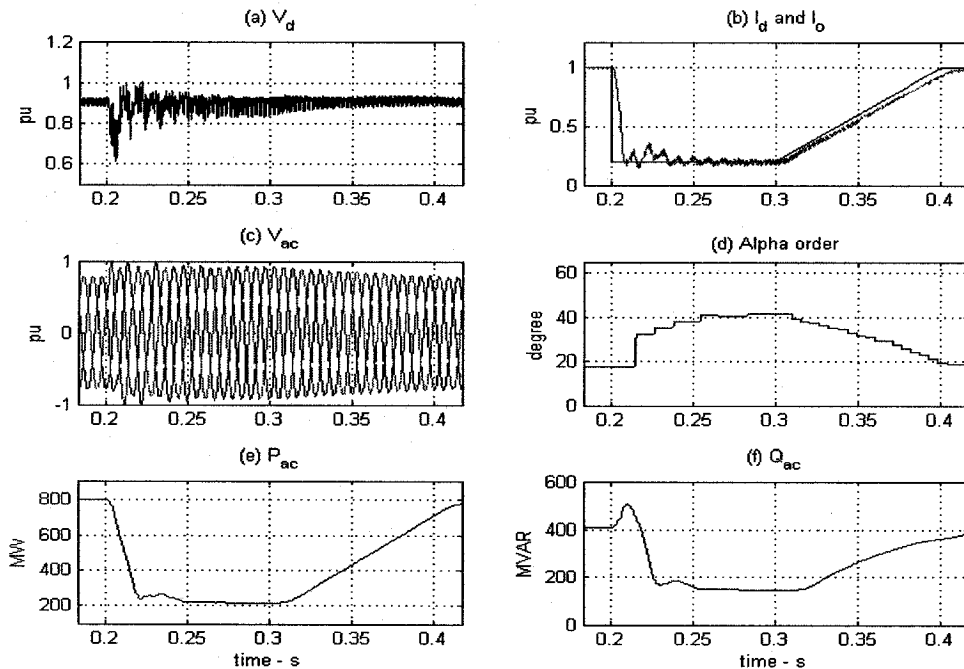 (a) V_d
(b) I_d and I_o
1.2
1
0.8
0.6
pu
0.2 0.25 0.3 0.35 0.4
1
0.5
0
pu
0.2 0.25 0.3 0.35 0.4
(c) V_ac
(d) Alpha order
1
0
-1
pu
0.2 0.25 0.3 0.35 0.4
60
40
20
0
degree
0.2 0.25 0.3 0.35 0.4
(e) P_ac
(f) Q_ac
800
600
400
200
MW
0.2 0.25 0.3 0.35 0.4
time - s
600
400
200
0
MVAR
0.2 0.25 0.3 0.35 0.4
time - s